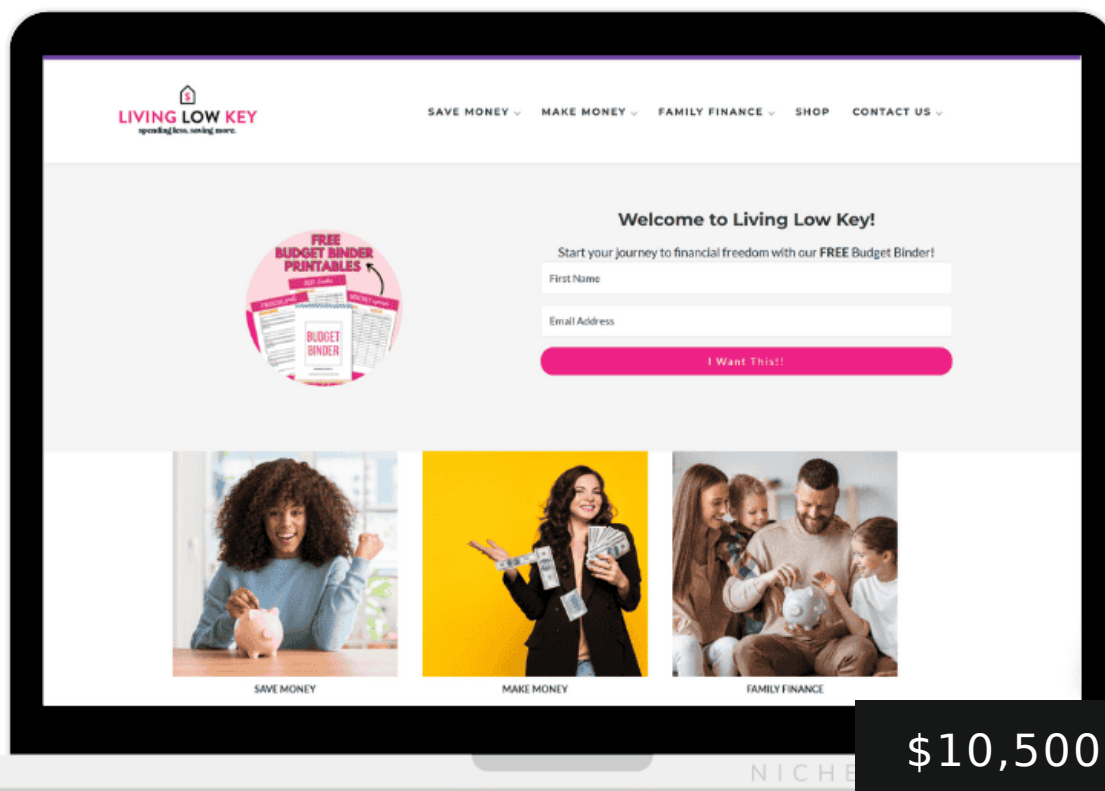 LIVING LOW KEY
spending less. saving more.
SAVE MONEY
MAKE MONEY
FAMILY FINANCE
SHOP
CONTACT US
FREE
BUDGET BINDER
PRINTABLES
BUDGET
BINDER
Welcome to Living Low Key!
Start your journey to financial freedom with our FREE Budget Binder!
First Name
Email Address
I Want This!!
SAVE MONEY
MAKE MONEY
FAMILY FINANCE
NICHE
$10,500